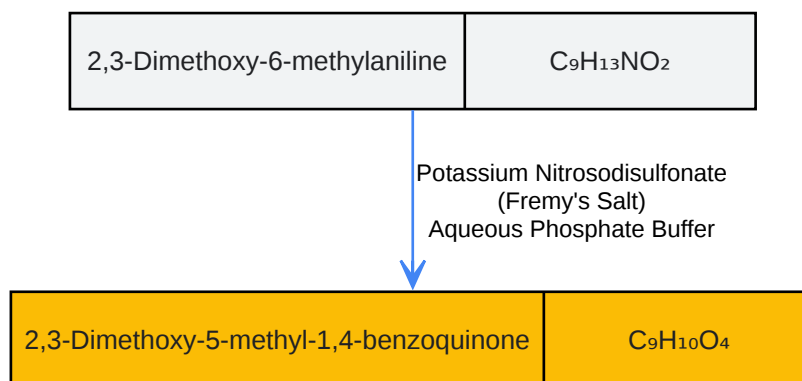 2,3-Dimethoxy-6-methylaniline
C₉H₁₃NO₂
Potassium Nitrosodisulfonate
(Fremy's Salt)
Aqueous Phosphate Buffer
2,3-Dimethoxy-5-methyl-1,4-benzoquinone
C₉H₁₀O₄